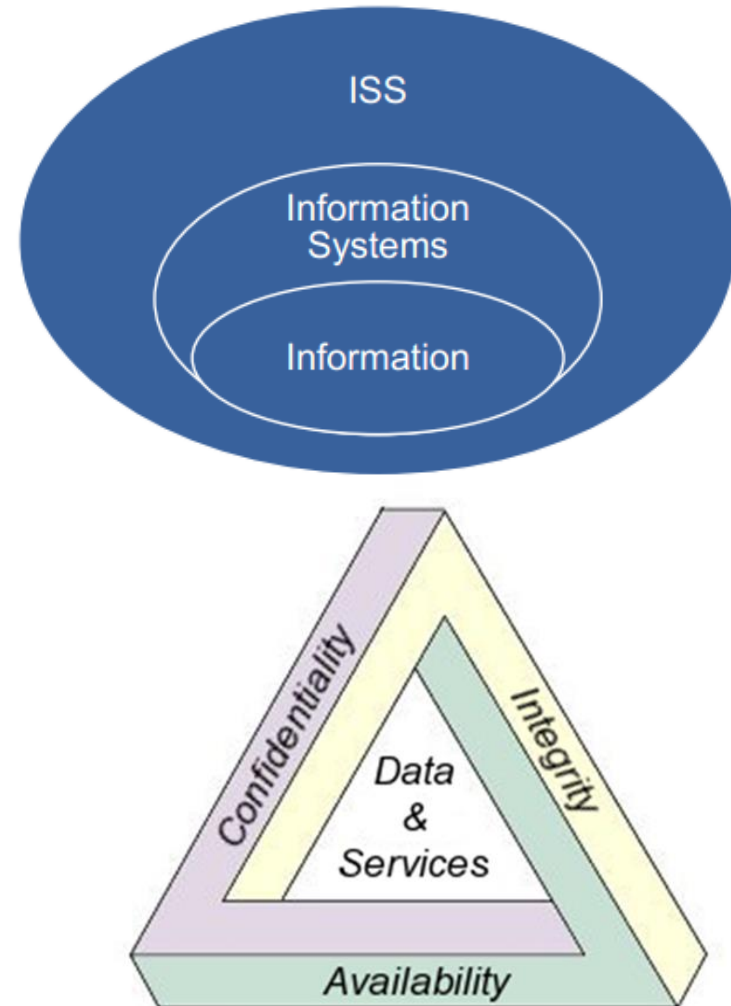 ISS
Information
Systems
Information
Confidentiality
Integrity
Data
&
Services
Availability